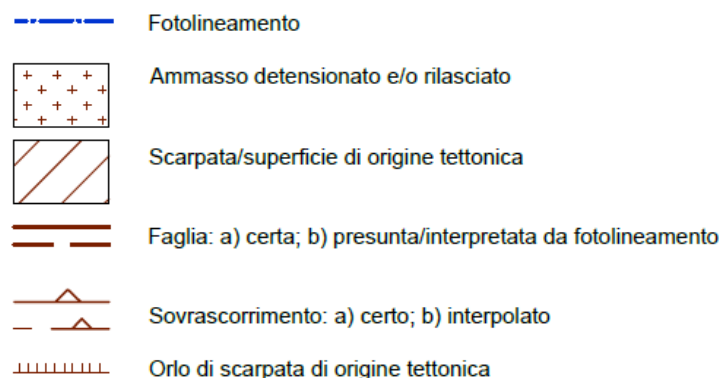 Fotolineamento
Ammasso detensionato e/o rilasciato
Scarpata/superficie di origine tettonica
Faglia: a) certa; b) presunta/interpretata da fotolineamento
Sovrascorrimento: a) certo; b) interpolato
Orlo di scarpata di origine tettonica